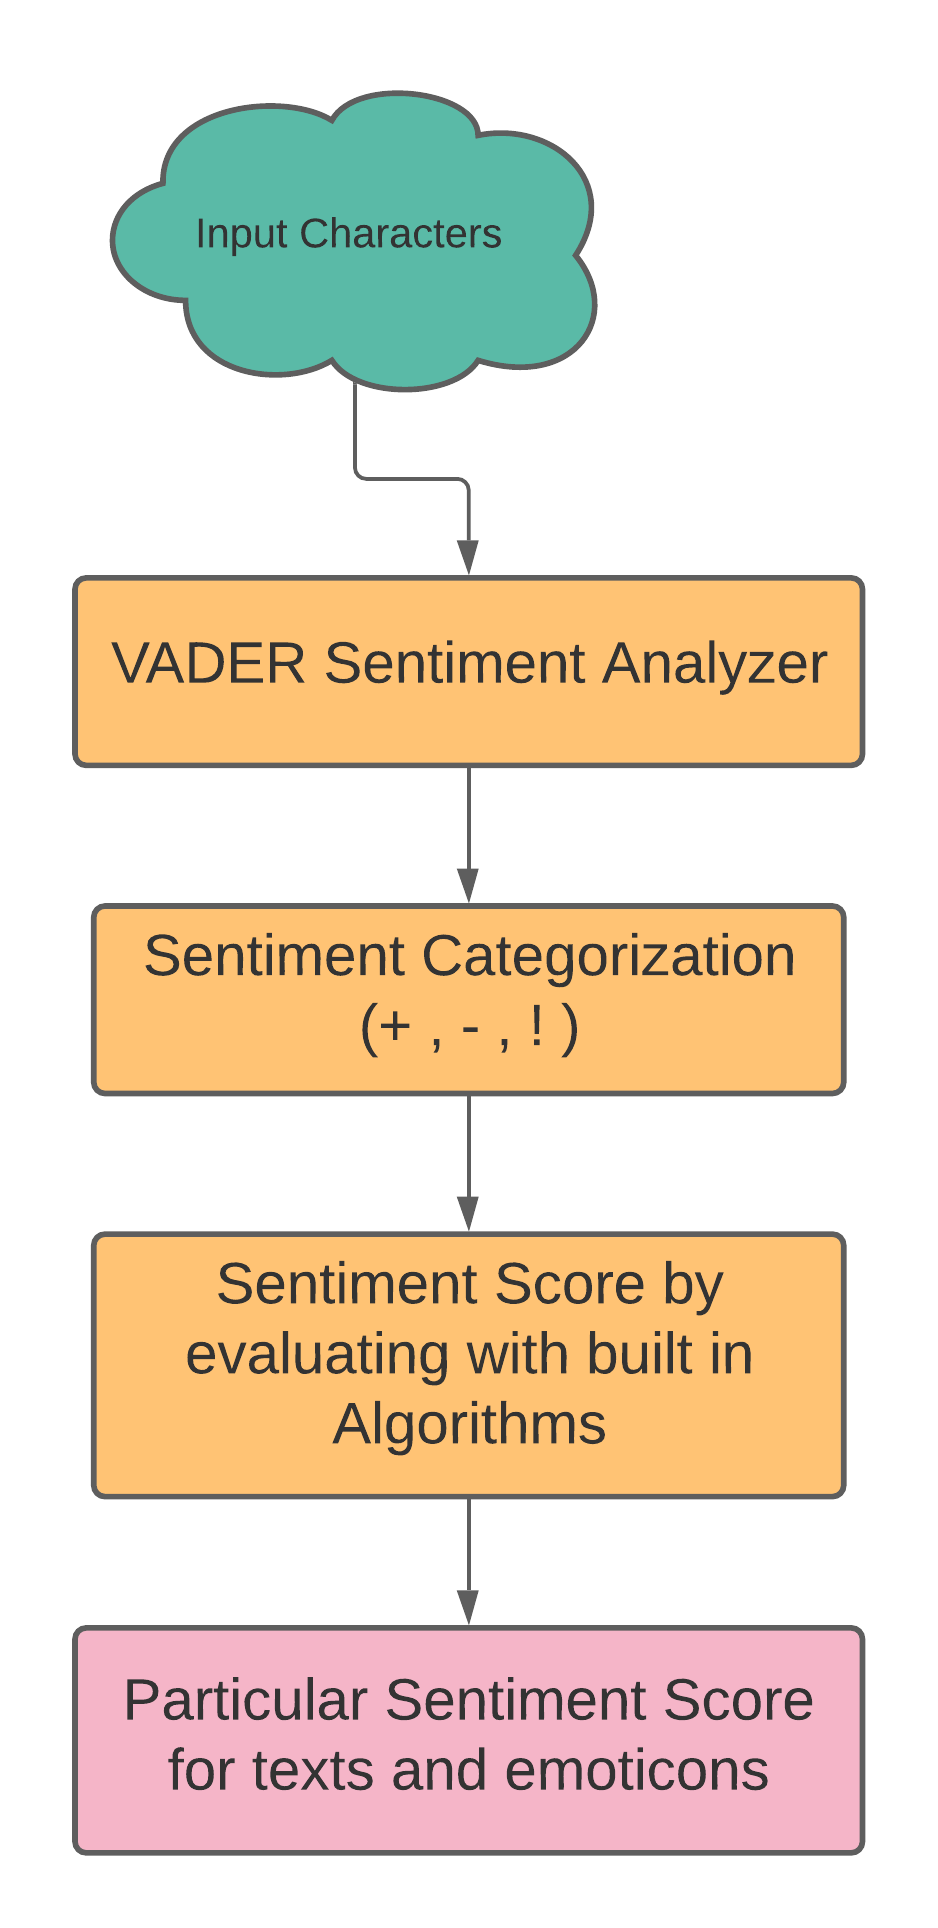 Input Characters
VADER Sentiment Analyzer
Sentiment Categorization
(+ , - , ! )
Sentiment Score by
evaluating with built in
Algorithms
Particular Sentiment Score
for texts and emoticons